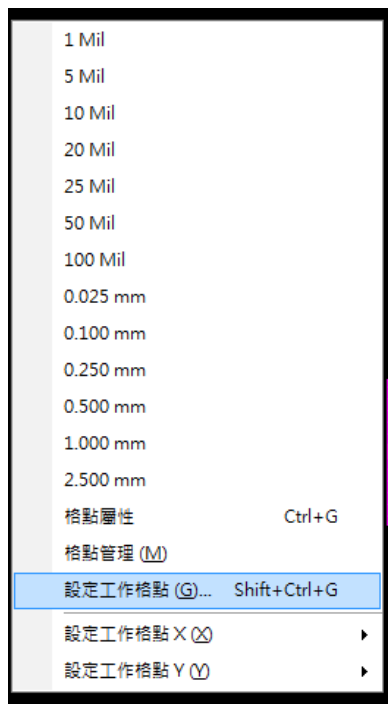 1 Mil
5 Mil
10 Mil
20 Mil
25 Mil
50 Mil
100 Mil
0.025 mm
0.100 mm
0.250 mm
0.500 mm
1.000 mm
2.500 mm
格點屬性 Ctrl+G
格點管理 (M)
設定工作格點 (G)... Shift+Ctrl+G
設定工作格點 X (X)
設定工作格點 Y (Y)